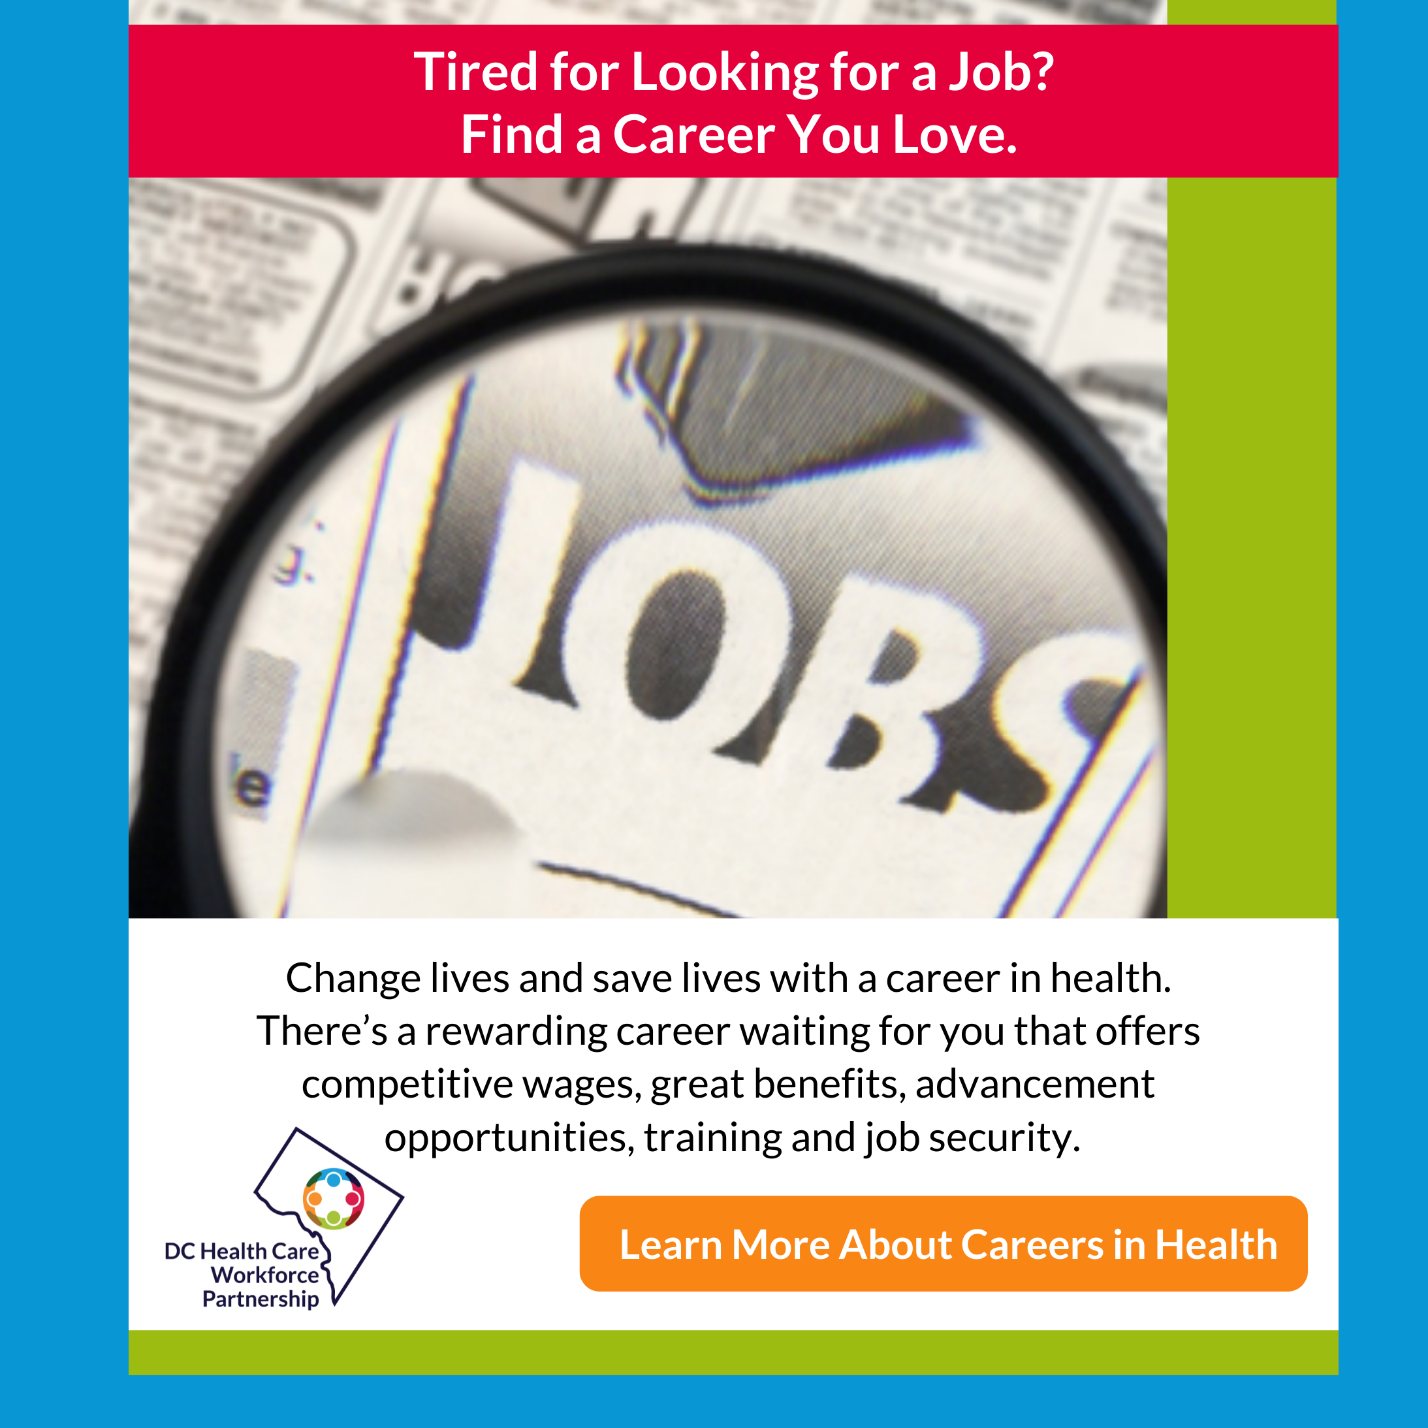 Tired for Looking for a Job?
Find a Career You Love.
JOBS
g.
e
Change lives and save lives with a career in health.
There’s a rewarding career waiting for you that offers
competitive wages, great benefits, advancement
opportunities, training and job security.
DC Health Care
Workforce
Partnership
Learn More About Careers in Health